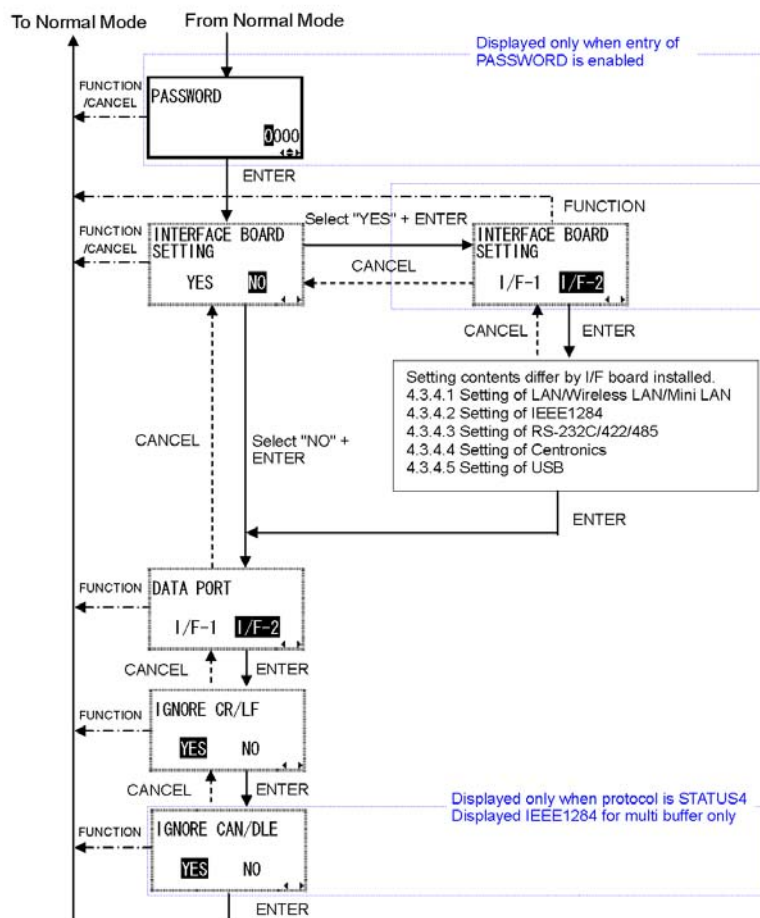 To Normal Mode
From Normal Mode
Displayed only when entry of
PASSWORD is enabled
FUNCTION
/CANCEL
PASSWORD
0000
ENTER
FUNCTION
FUNCTION
/CANCEL
INTERFACE BOARD
SETTING
YES NO
Select "YES" + ENTER
CANCEL
INTERFACE BOARD
SETTING
I/F-1 I/F-2
CANCEL
ENTER
Setting contents differ by I/F board installed.
4.3.4.1 Setting of LAN/Wireless LAN/Mini LAN
4.3.4.2 Setting of IEEE1284
4.3.4.3 Setting of RS-232C/422/485
4.3.4.4 Setting of Centronics
4.3.4.5 Setting of USB
CANCEL
Select "NO" +
ENTER
ENTER
FUNCTION
DATA PORT
I/F-1 I/F-2
CANCEL
ENTER
FUNCTION
IGNORE CR/LF
YES NO
CANCEL
ENTER
Displayed only when protocol is STATUS4
Displayed IEEE1284 for multi buffer only
FUNCTION
IGNORE CAN/DLE
YES NO
ENTER